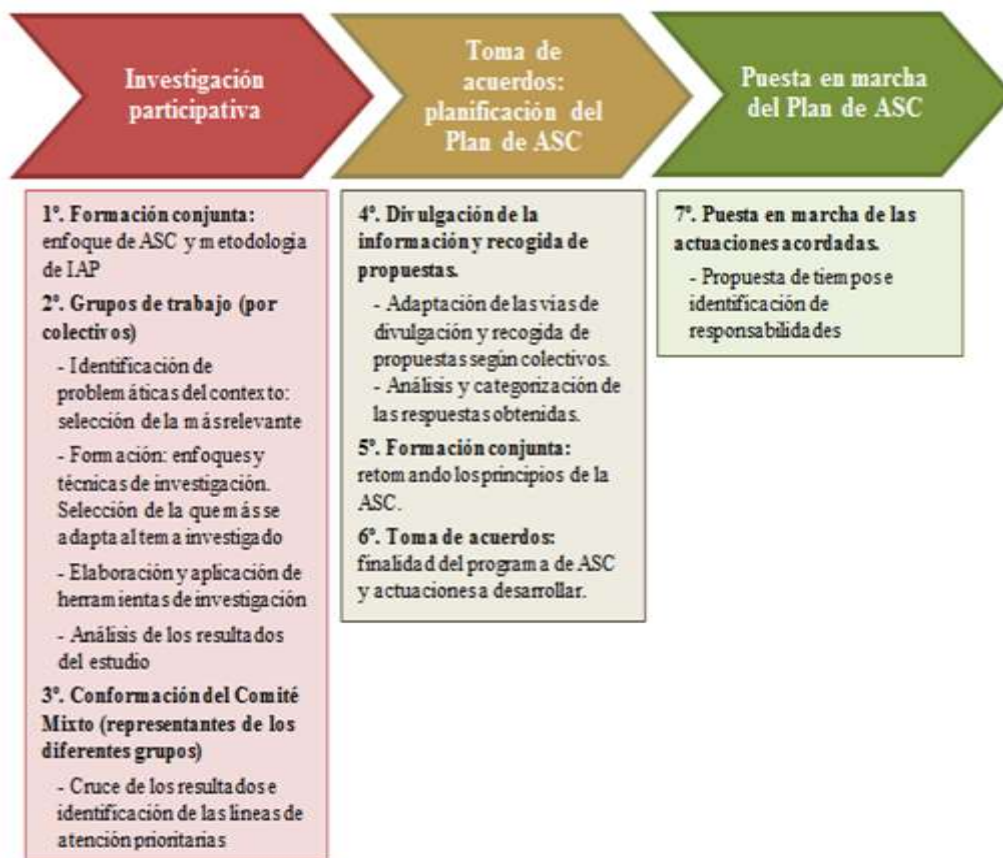 Investigación
participativa
Toma de
acuerdos:
planificación del
Plan de ASC
Puesta en marcha
del Plan de ASC
1º. Formación conjunta:
enfoque de ASC y metodología
de IAP
2º. Grupos de trabajo (por
colectivos)
- Identificación de
problemáticas del contexto:
selección de la más relevante
- Formación: enfoques y
técnicas de investigación.
Selección de la que más se
adapta al tema investigado
- Elaboración y aplicación de
herramientas de investigación
- Análisis de los resultados
del estudio
3º. Conformación del Comité
Mixto (representantes de los
diferentes grupos)
- Cruce de los resultados e
identificación de las líneas de
atención prioritarias
4º. Divulgación de la
información y recogida de
propuestas.
- Adaptación de las vías de
divulgación y recogida de
propuestas según colectivos.
- Análisis y categorización de
las respuestas obtenidas.
5º. Formación conjunta:
retomando los principios de la
ASC.
6º. Toma de acuerdos:
finalidad del programa de ASC
y actuaciones a desarrollar.
7º. Puesta en marcha de las
actuaciones acordadas.
- Propuesta de tiempos e
identificación de
responsabilidades